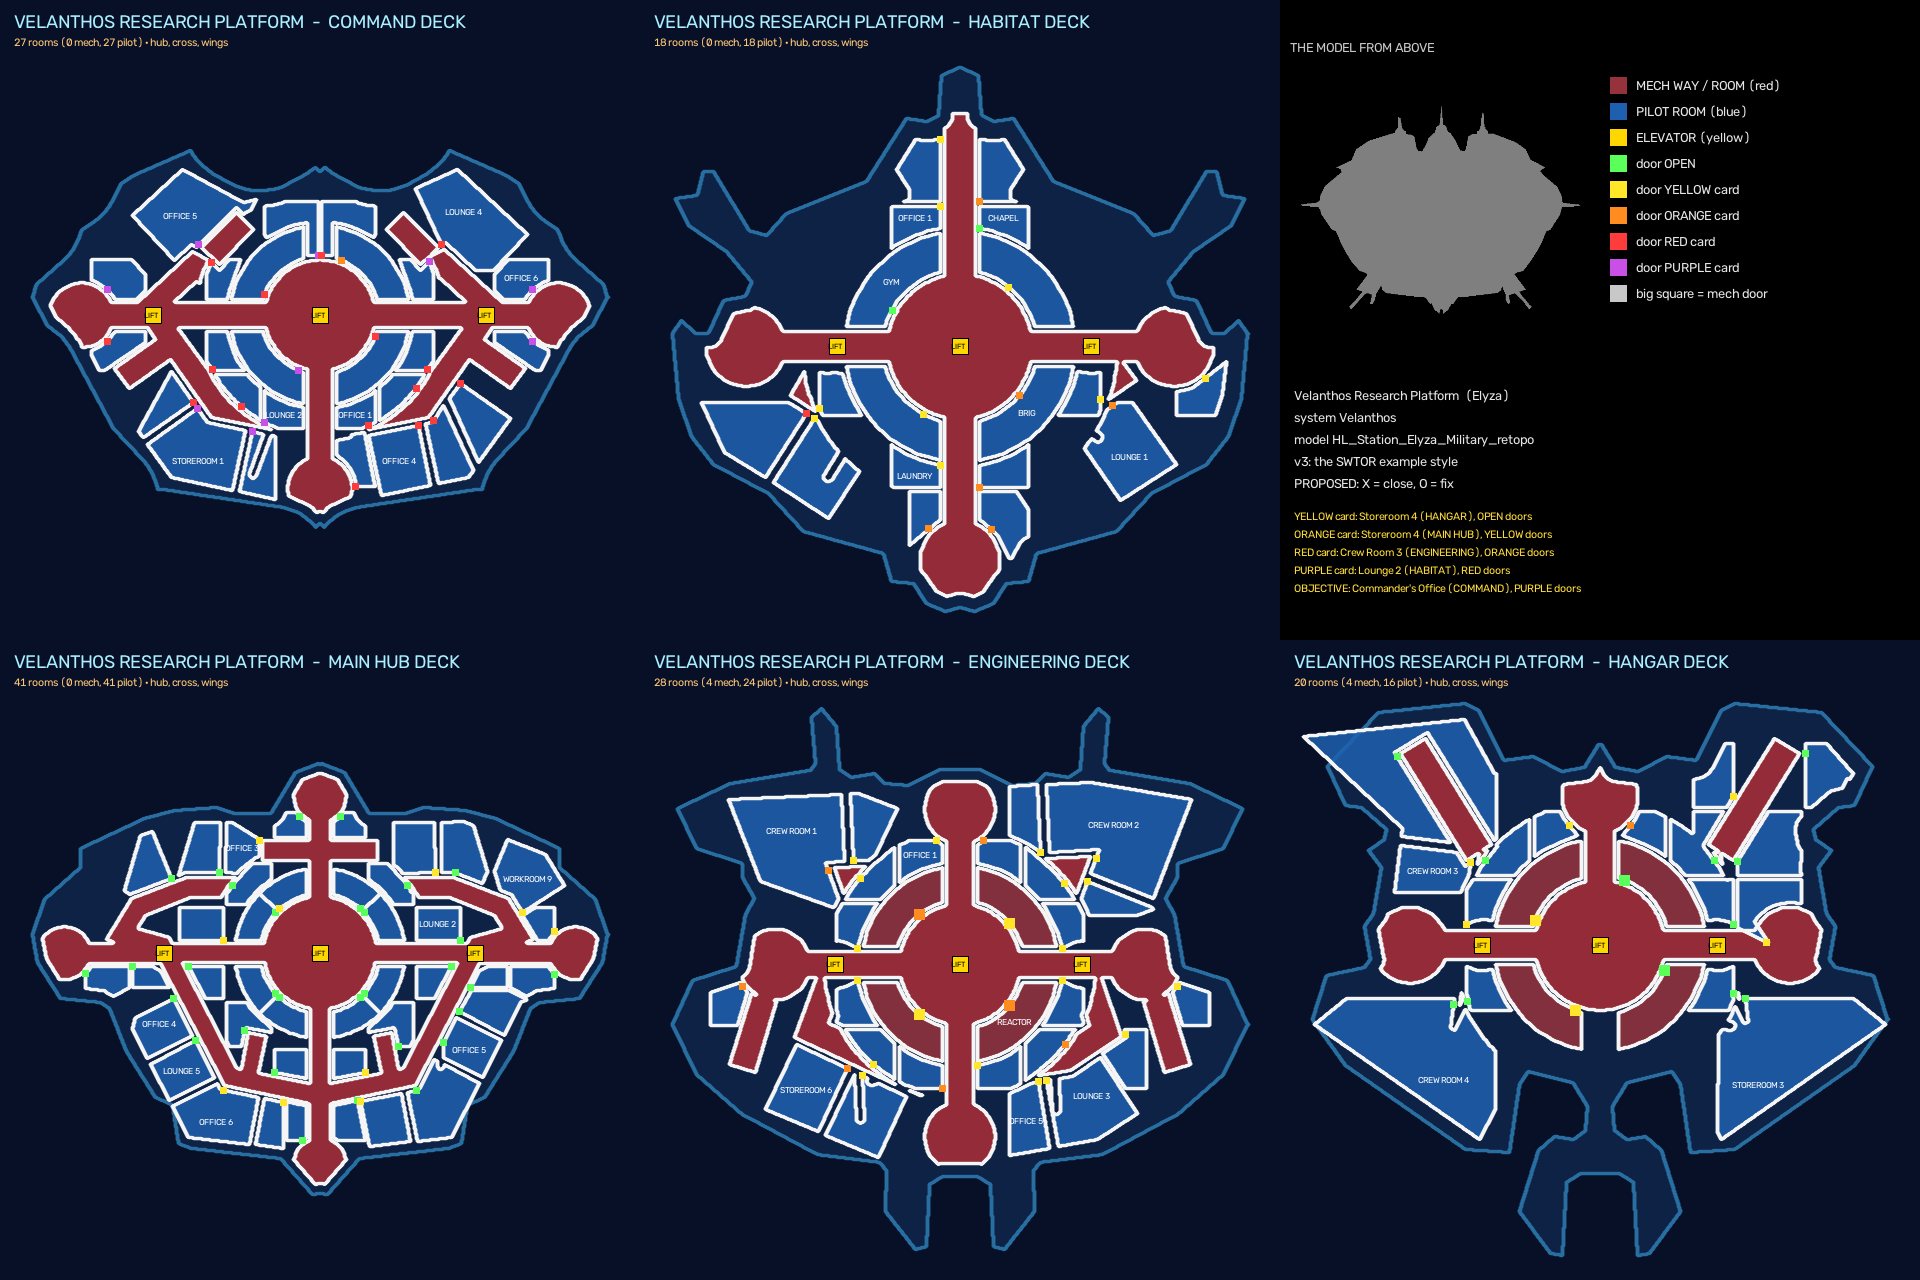 VELANTHOS RESEARCH PLATFORM - COMMAND DECK
27 rooms (0 mech, 27 pilot) • hub, cross, wings
OFFICE 5
LOUNGE 4
OFFICE 6
LIFT
LIFT
LIFT
LOUNGE 2
OFFICE 1
STOREROOM 1
OFFICE 4
VELANTHOS RESEARCH PLATFORM - HABITAT DECK
18 rooms (0 mech, 18 pilot) • hub, cross, wings
OFFICE 1
CHAPEL
GYM
LIFT
LIFT
LIFT
BRIG
LOUNGE 1
LAUNDRY
THE MODEL FROM ABOVE
MECH WAY / ROOM (red)
PILOT ROOM (blue)
ELEVATOR (yellow)
door OPEN
door YELLOW card
door ORANGE card
door RED card
door PURPLE card
big square = mech door
Velanthos Research Platform (Elyza)
system Velanthos
model HL_Station_Elyza_Military_retopo
v3: the SWTOR example style
PROPOSED: X = close, O = fix
YELLOW card: Storeroom 4 (HANGAR), OPEN doors
ORANGE card: Storeroom 4 (MAIN HUB), YELLOW doors
RED card: Crew Room 3 (ENGINEERING), ORANGE doors
PURPLE card: Lounge 2 (HABITAT), RED doors
OBJECTIVE: Commander's Office (COMMAND), PURPLE doors
VELANTHOS RESEARCH PLATFORM - MAIN HUB DECK
41 rooms (0 mech, 41 pilot) • hub, cross, wings
OFFICE 3
WORKROOM 9
LOUNGE 2
LIFT
LIFT
LIFT
OFFICE 4
OFFICE 5
LOUNGE 5
OFFICE 6
VELANTHOS RESEARCH PLATFORM - ENGINEERING DECK
28 rooms (4 mech, 24 pilot) • hub, cross, wings
CREW ROOM 1
CREW ROOM 2
OFFICE 1
LIFT
LIFT
LIFT
REACTOR
STOREROOM 6
LOUNGE 3
OFFICE 5
VELANTHOS RESEARCH PLATFORM - HANGAR DECK
20 rooms (4 mech, 16 pilot) • hub, cross, wings
CREW ROOM 3
LIFT
LIFT
LIFT
CREW ROOM 4
STOREROOM 3